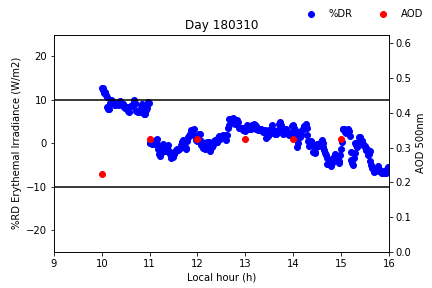 %DR AOD
Day 180310
%RD Erythemal Irradiance (W/m2)
20
10
0
−10
−20
9 10 11 12 13 14 15 16
Local hour (h)
0.6
0.5
0.4
0.3
0.2
0.1
0.0
AOD 500nm